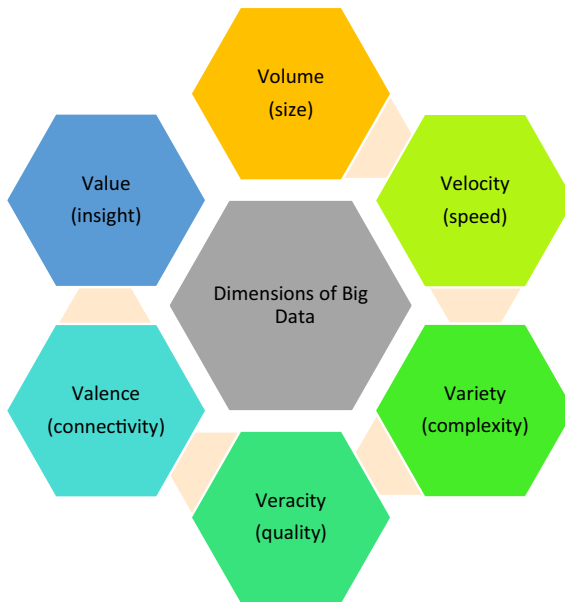 Volume
(size)
Velocity
(speed)
Variety
(complexity)
Veracity
(quality)
Valence
(connectivity)
Value
(insight)
Dimensions of Big
Data